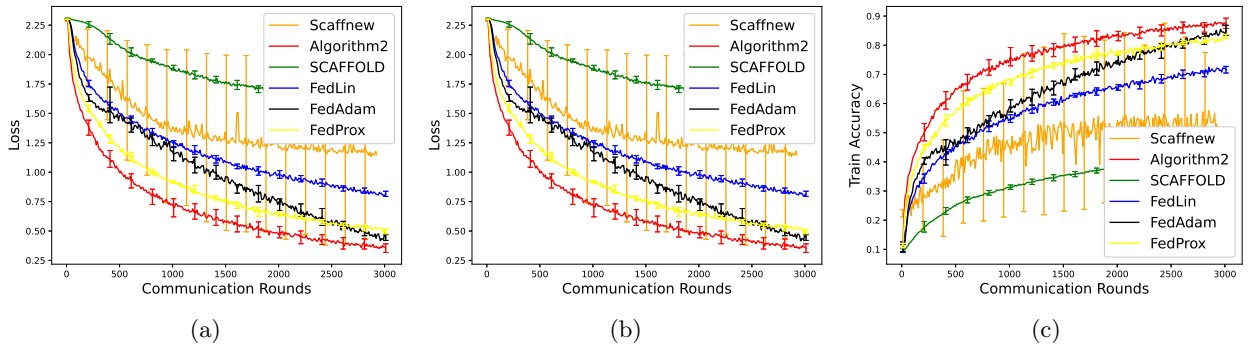 2.25
2.00
1.75
1.50
1.25
1.00
0.75
0.50
0.25
Loss
0 500 1000 1500 2000 2500 3000
Communication Rounds
Scaffnew
Algorithm2
SCAFFOLD
FedLin
FedAdam
FedProx
(a)
2.25
2.00
1.75
1.50
1.25
1.00
0.75
0.50
0.25
Loss
0 500 1000 1500 2000 2500 3000
Communication Rounds
Scaffnew
Algorithm2
SCAFFOLD
FedLin
FedAdam
FedProx
(b)
0.9
0.8
0.7
0.6
0.5
0.4
0.3
0.2
0.1
Train Accuracy
0 500 1000 1500 2000 2500 3000
Communication Rounds
Scaffnew
Algorithm2
SCAFFOLD
FedLin
FedAdam
FedProx
(c)